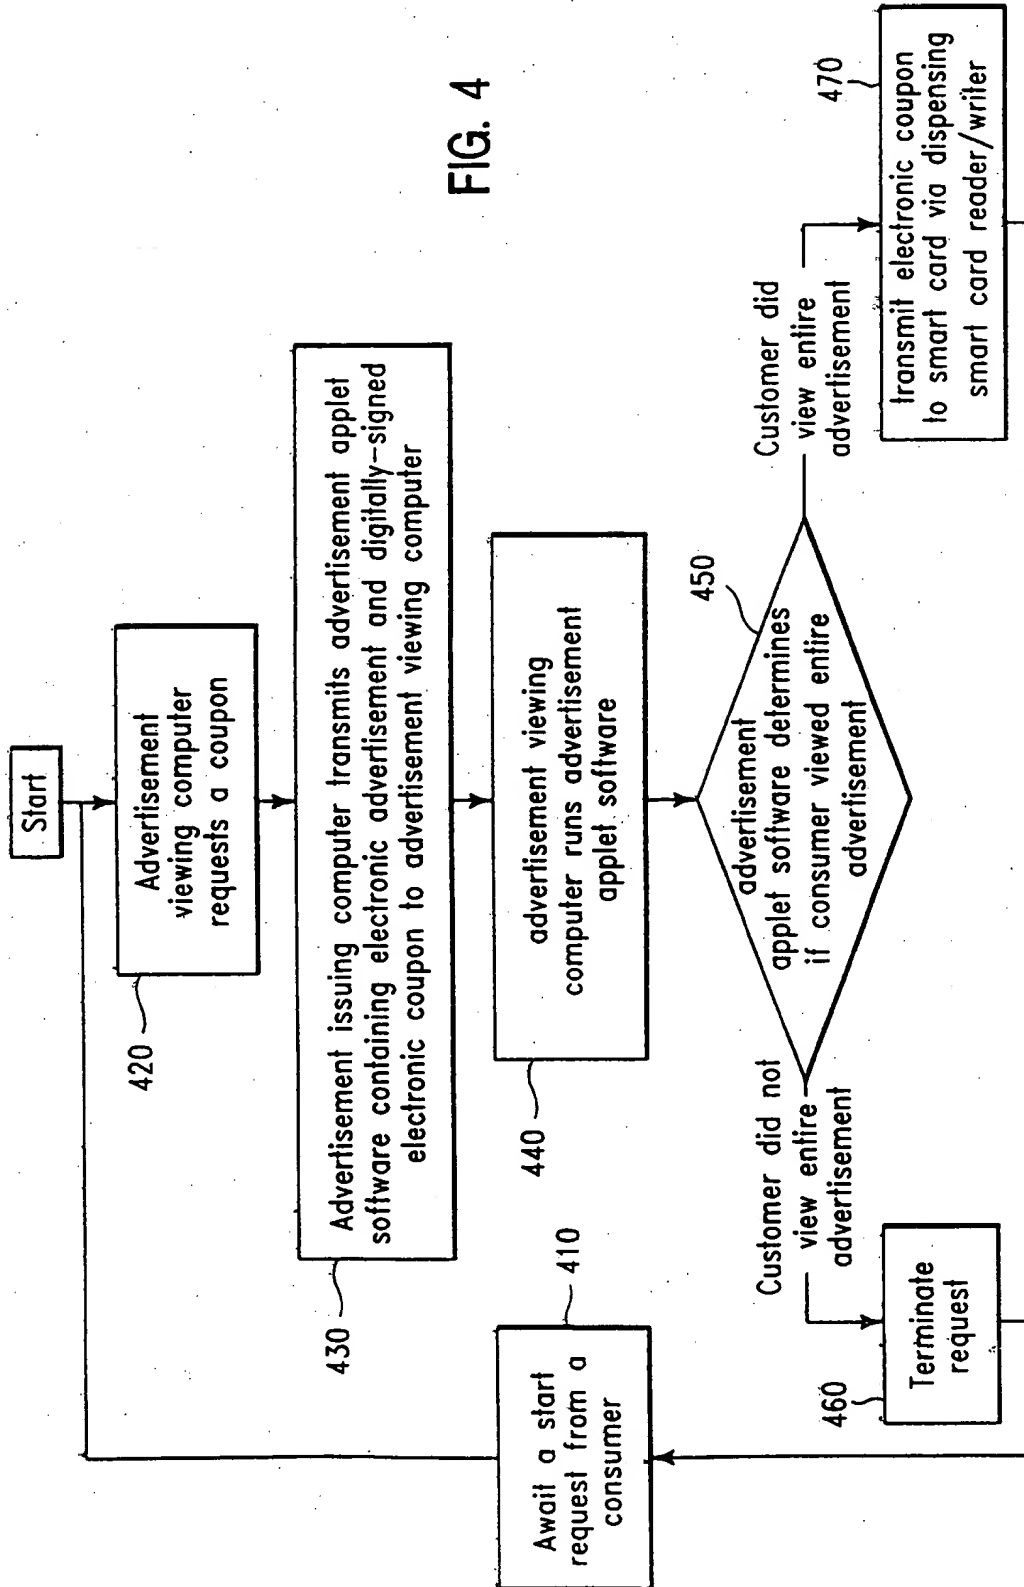 FIG. 4
Start
Advertisement
viewing computer
requests a coupon
420
Advertisement issuing computer transmits advertisement applet
software containing electronic advertisement and digitally-signed
electronic coupon to advertisement viewing computer
430
advertisement viewing
computer runs advertisement
applet software
440
advertisement
applet software determines
if consumer viewed entire
advertisement
450
Customer did not
view entire
advertisement
Customer did
view entire
advertisement
Terminate
request
460
transmit electronic coupon
to smart card via dispensing
smart card reader/writer
470
Await a start
request from a
consumer
410